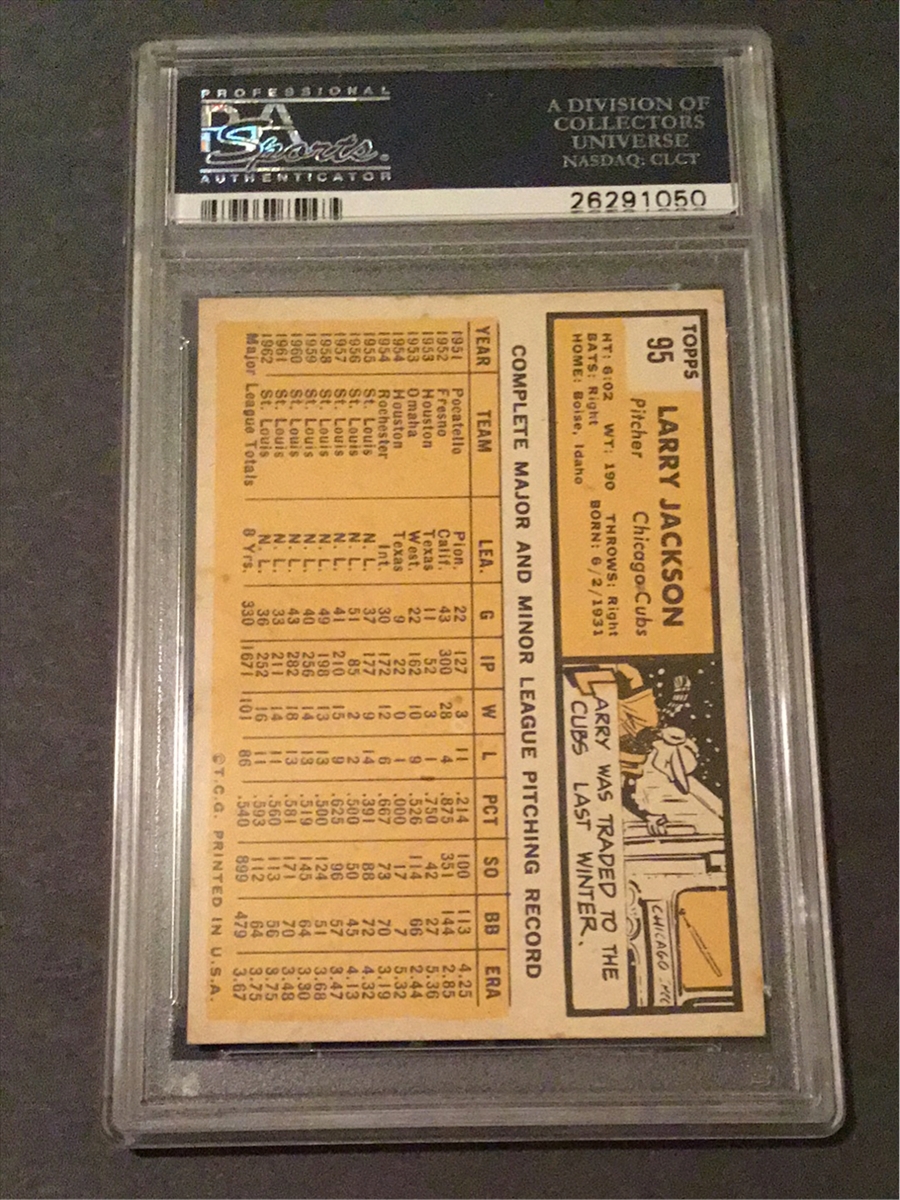 PROFESSIONAL
PSA
Sports.
AUTHENTICATOR
A DIVISION OF
COLLECTORS
UNIVERSE
NASDAQ: CLCT
26291050
TOPPS
95
LARRY JACKSON
Pitcher Chicago Cubs
HT: 6:02 WT: 190 THROWS: Right
BATS: Right BORN: 6/2/1931
HOME: Boise, Idaho
CHICAGO
LARRY WAS TRADED TO THE
CUBS LAST WINTER.
COMPLETE MAJOR AND MINOR LEAGUE PITCHING RECORD
YEAR TEAM LEA. G IP W L PCT SO BB ERA
1951 Pocatello Pion. 22 127 3 11 .214 100 113 4.25
1952 Fresno Calif. 43 300 28 4 .875 351 144 2.85
1953 Houston Texas 11 52 3 1 .750 42 27 5.36
1953 Omaha West. 22 162 10 9 .526 114 66 2.44
1954 Houston Texas 9 22 0 1 .000 17 7 5.32
1954 Rochester Int. 30 172 12 6 .667 73 70 3.19
1955 St. Louis N. L. 37 177 9 14 .391 88 72 4.32
1956 St. Louis N. L. 51 85 2 2 .500 50 45 4.13
1957 St. Louis N. L. 41 210 15 9 .625 96 57 3.47
1958 St. Louis N. L. 49 198 13 13 .500 124 51 3.68
1959 St. Louis N. L. 40 256 14 13 .519 145 64 3.30
1960 St. Louis N. L. 43 282 18 13 .581 171 70 3.48
1961 St. Louis N. L. 33 211 14 11 .560 113 56 3.75
1962 St. Louis N. L. 36 252 16 11 .593 112 64 3.75
Major League Totals 8 Yrs. 330 1671 101 86 .540 899 479 3.67
© T.C.G. PRINTED IN U.S.A.